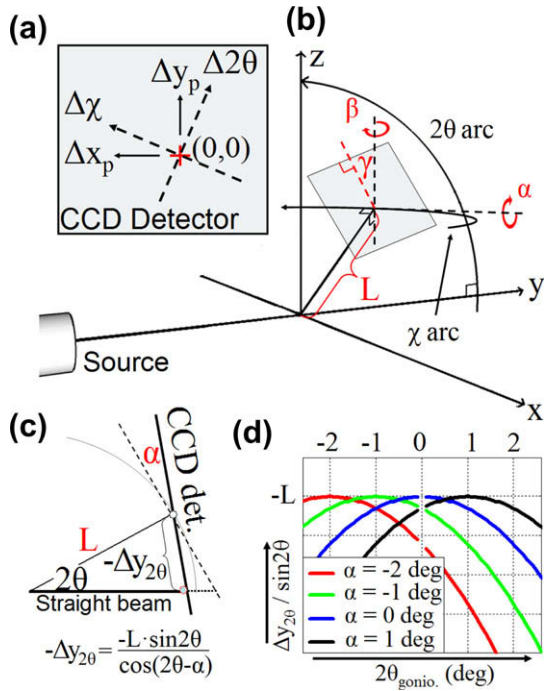 (a)
Δy_p
Δ2θ
Δχ
Δx_p
(0,0)
CCD Detector
(b)
z
β
2θ arc
γ
α
L
y
χ arc
Source
x
(c)
CCD det.
α
L
-Δy_2θ
2θ
Straight beam
-Δy_2θ = -L·sin2θ / cos(2θ-α)
(d)
-2 -1 0 1 2
-L
Δy_2θ / sin2θ
α = -2 deg
α = -1 deg
α = 0 deg
α = 1 deg
2θ_gonio. (deg)